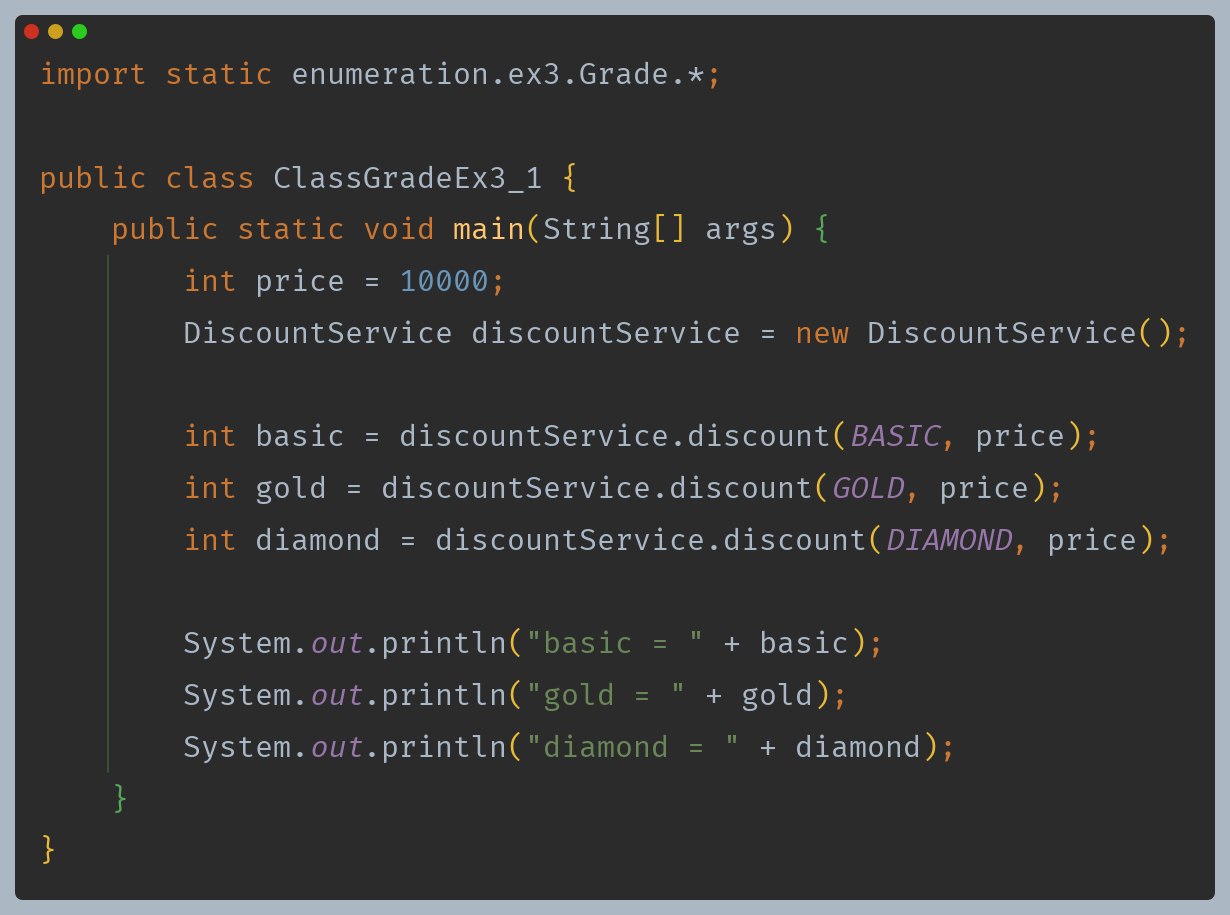 import static enumeration.ex3.Grade.*;
public class ClassGradeEx3_1 {
    public static void main(String[] args) {
        int price = 10000;
        DiscountService discountService = new DiscountService();
        int basic = discountService.discount(BASIC, price);
        int gold = discountService.discount(GOLD, price);
        int diamond = discountService.discount(DIAMOND, price);
        System.out.println("basic = " + basic);
        System.out.println("gold = " + gold);
        System.out.println("diamond = " + diamond);
    }
}